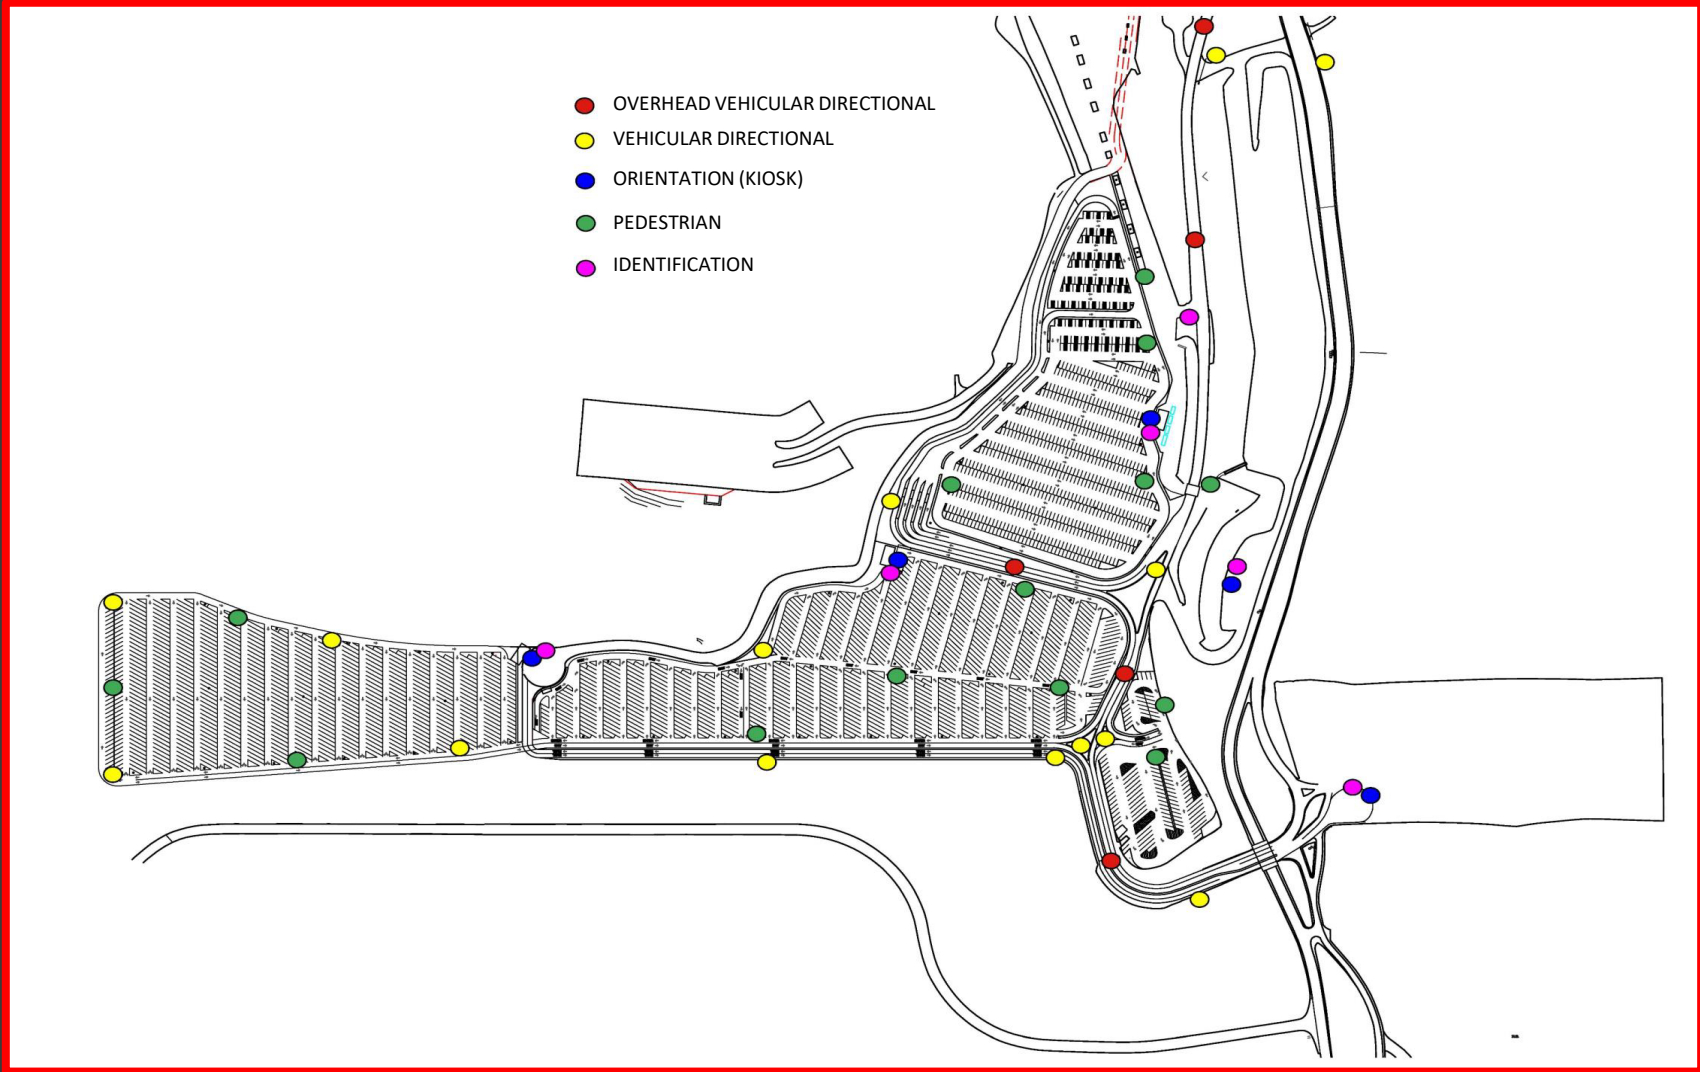 OVERHEAD VEHICULAR DIRECTIONAL
VEHICULAR DIRECTIONAL
ORIENTATION (KIOSK)
PEDESTRIAN
IDENTIFICATION